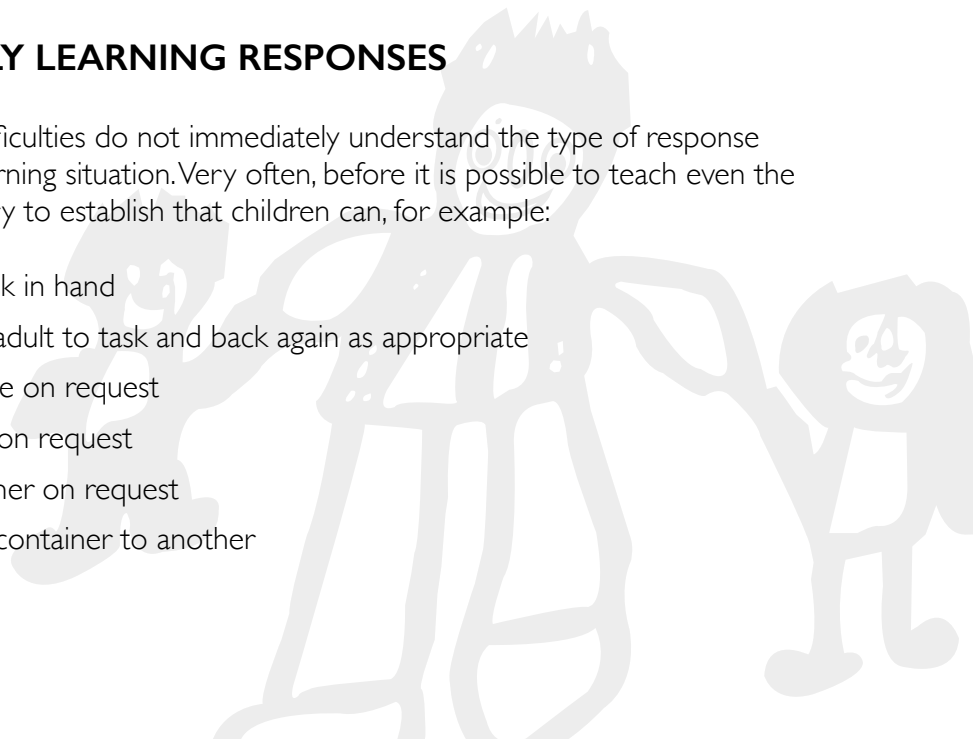 LY LEARNING RESPONSES
ficulties do not immediately understand the type of response
rning situation. Very often, before it is possible to teach even the
y to establish that children can, for example:
k in hand
adult to task and back again as appropriate
e on request
on request
ner on request
container to another